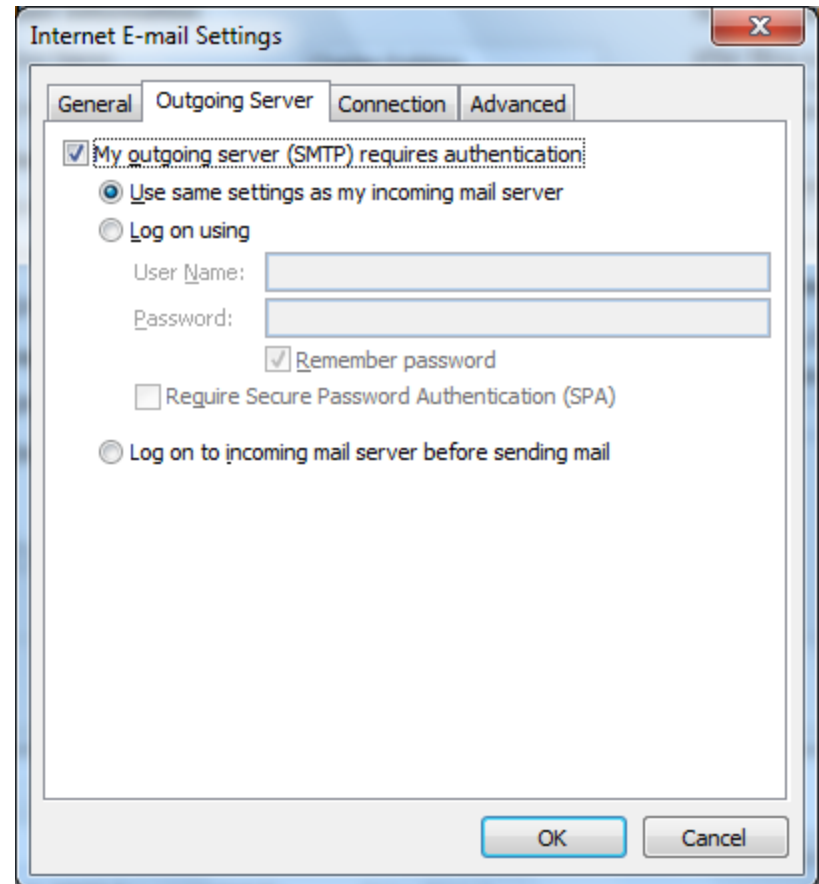 Internet E-mail Settings
General Outgoing Server Connection Advanced
My outgoing server (SMTP) requires authentication
Use same settings as my incoming mail server
Log on using
User Name:
Password:
Remember password
Require Secure Password Authentication (SPA)
Log on to incoming mail server before sending mail
OK Cancel